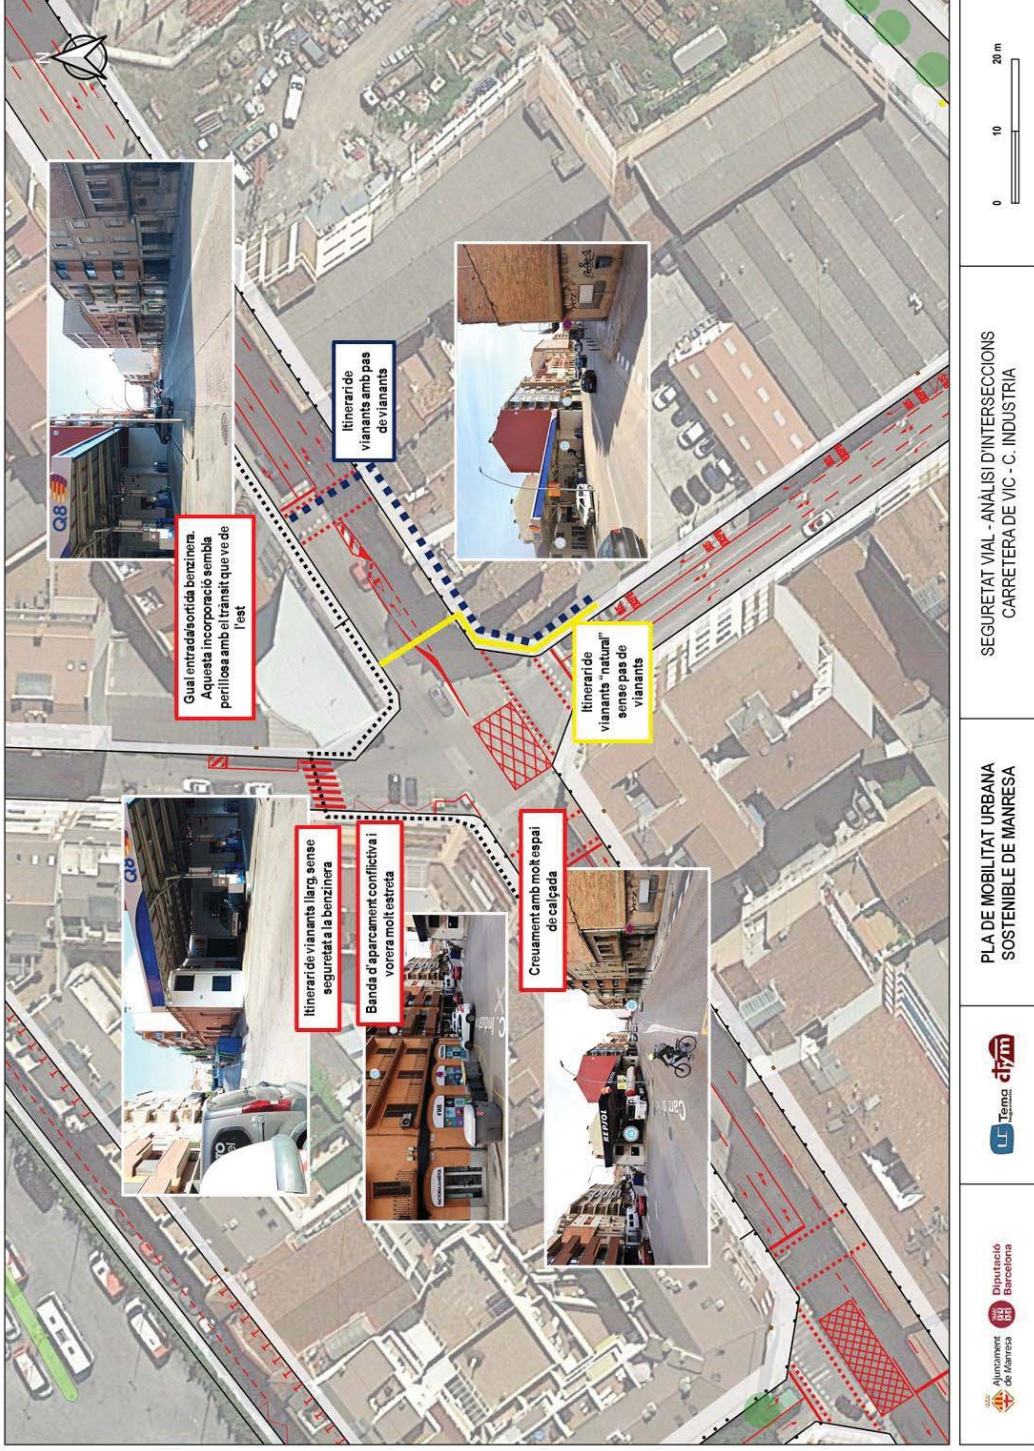 N
Q8
Gual entrada/sortida benzinera.
Aquesta incorporació sembla
perillosa amb el trànsit que ve de
l'est
Itinerari de
vianants amb pas
de vianants
Q8
Itinerari de vianants llarg, sense
seguretat a la benzinera
Banda d'aparcament conflictiva i
vorera molt estreta
Creuament amb molt espai
de calçada
Itinerari de
vianants "natural"
sense pas de
vianants
C. Indus
REPSOL
Ajuntament
de Manresa
Diputació
Barcelona
Tema
dym
PLA DE MOBILITAT URBANA
SOSTENIBLE DE MANRESA
SEGURETAT VIAL - ANÀLISI D'INTERSECCIONS
CARRETERA DE VIC - C. INDÚSTRIA
0 10 20 m